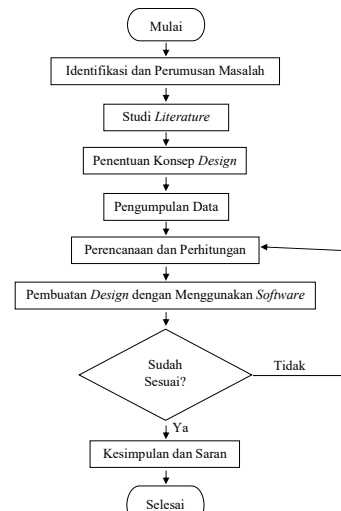 Mulai
Identifikasi dan Perumusan Masalah
Studi Literature
Penentuan Konsep Design
Pengumpulan Data
Perencanaan dan Perhitungan
Pembuatan Design dengan Menggunakan Software
Sudah
Sesuai?
Tidak
Ya
Kesimpulan dan Saran
Selesai